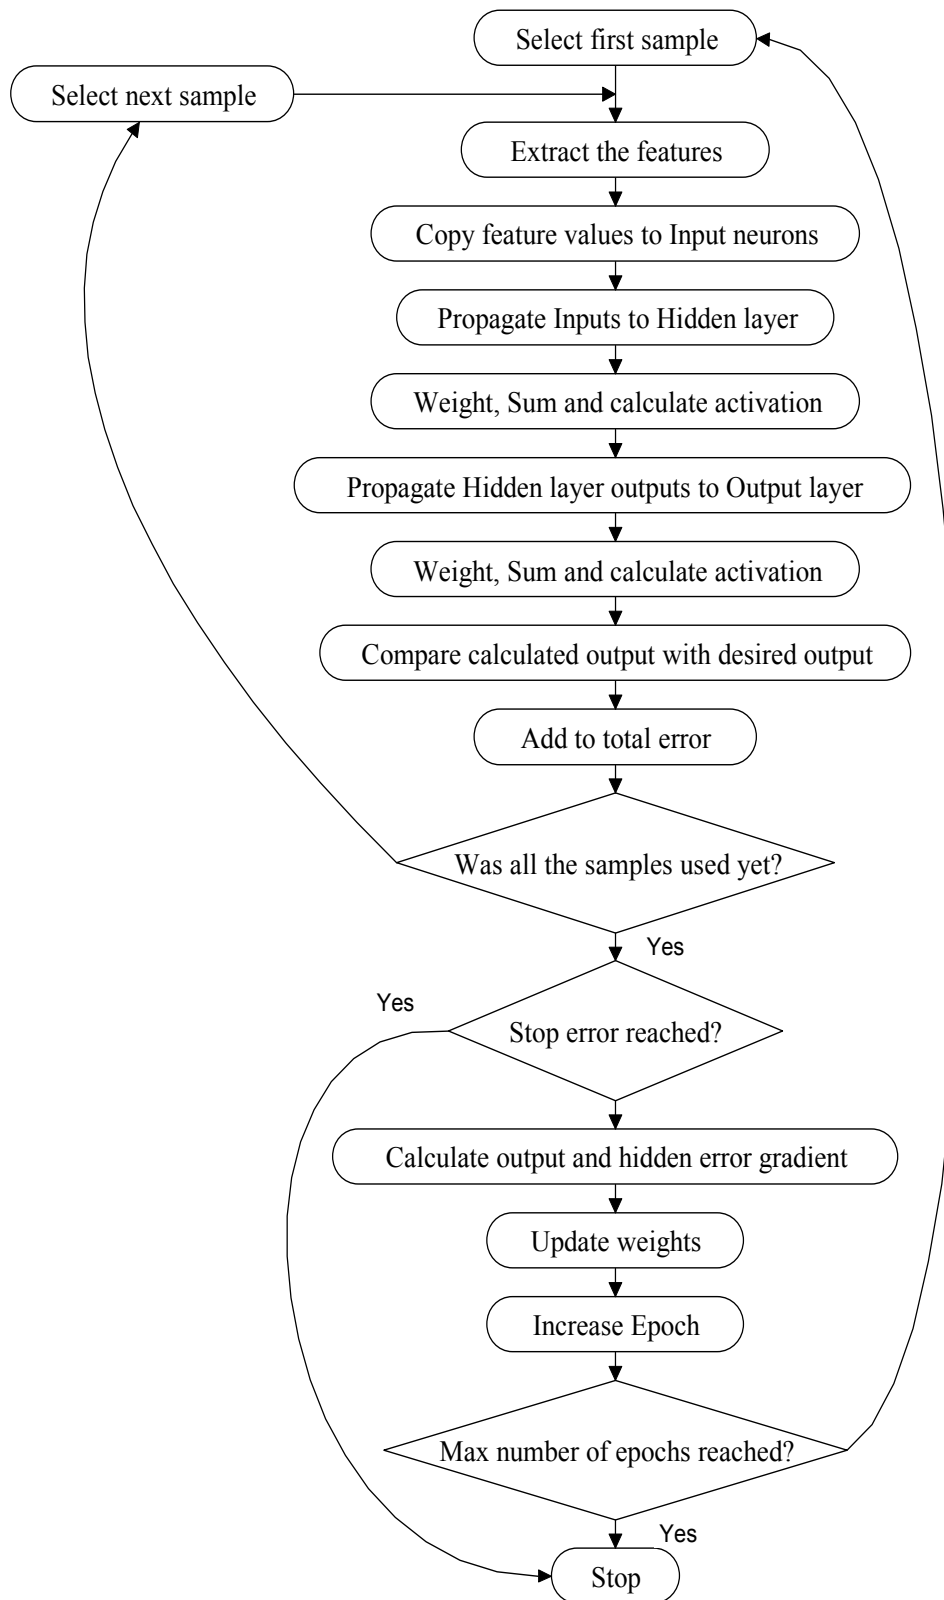 Select first sample
Select next sample
Extract the features
Copy feature values to Input neurons
Propagate Inputs to Hidden layer
Weight, Sum and calculate activation
Propagate Hidden layer outputs to Output layer
Weight, Sum and calculate activation
Compare calculated output with desired output
Add to total error
Was all the samples used yet?
Yes
Yes
Stop error reached?
Calculate output and hidden error gradient
Update weights
Increase Epoch
Max number of epochs reached?
Yes
Stop